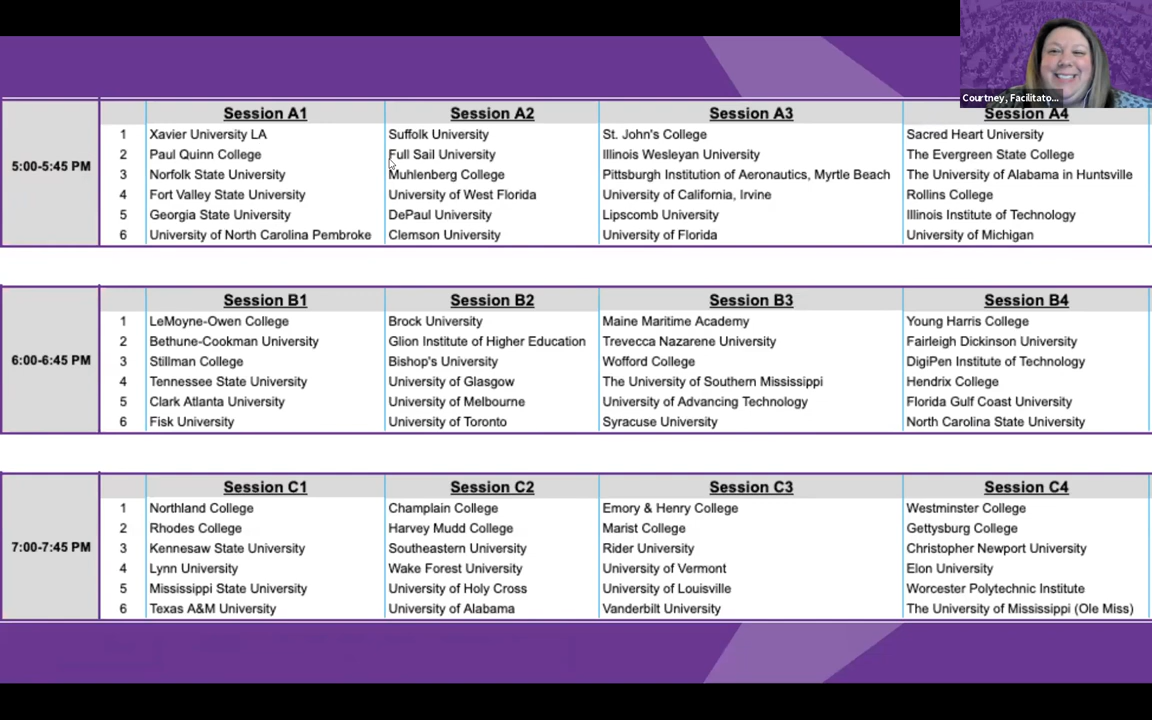 Courtney, Facilitato...
Session A1 Session A2 Session A3 Session A4
5:00-5:45 PM
1 Xavier University LA Suffolk University St. John's College Sacred Heart University
2 Paul Quinn College Full Sail University Illinois Wesleyan University The Evergreen State College
3 Norfolk State University Muhlenberg College Pittsburgh Institution of Aeronautics, Myrtle Beach The University of Alabama in Huntsville
4 Fort Valley State University University of West Florida University of California, Irvine Rollins College
5 Georgia State University DePaul University Lipscomb University Illinois Institute of Technology
6 University of North Carolina Pembroke Clemson University University of Florida University of Michigan
Session B1 Session B2 Session B3 Session B4
6:00-6:45 PM
1 LeMoyne-Owen College Brock University Maine Maritime Academy Young Harris College
2 Bethune-Cookman University Glion Institute of Higher Education Trevecca Nazarene University Fairleigh Dickinson University
3 Stillman College Bishop's University Wofford College DigiPen Institute of Technology
4 Tennessee State University University of Glasgow The University of Southern Mississippi Hendrix College
5 Clark Atlanta University University of Melbourne University of Advancing Technology Florida Gulf Coast University
6 Fisk University University of Toronto Syracuse University North Carolina State University
Session C1 Session C2 Session C3 Session C4
7:00-7:45 PM
1 Northland College Champlain College Emory & Henry College Westminster College
2 Rhodes College Harvey Mudd College Marist College Gettysburg College
3 Kennesaw State University Southeastern University Rider University Christopher Newport University
4 Lynn University Wake Forest University University of Vermont Elon University
5 Mississippi State University University of Holy Cross University of Louisville Worcester Polytechnic Institute
6 Texas A&M University University of Alabama Vanderbilt University The University of Mississippi (Ole Miss)